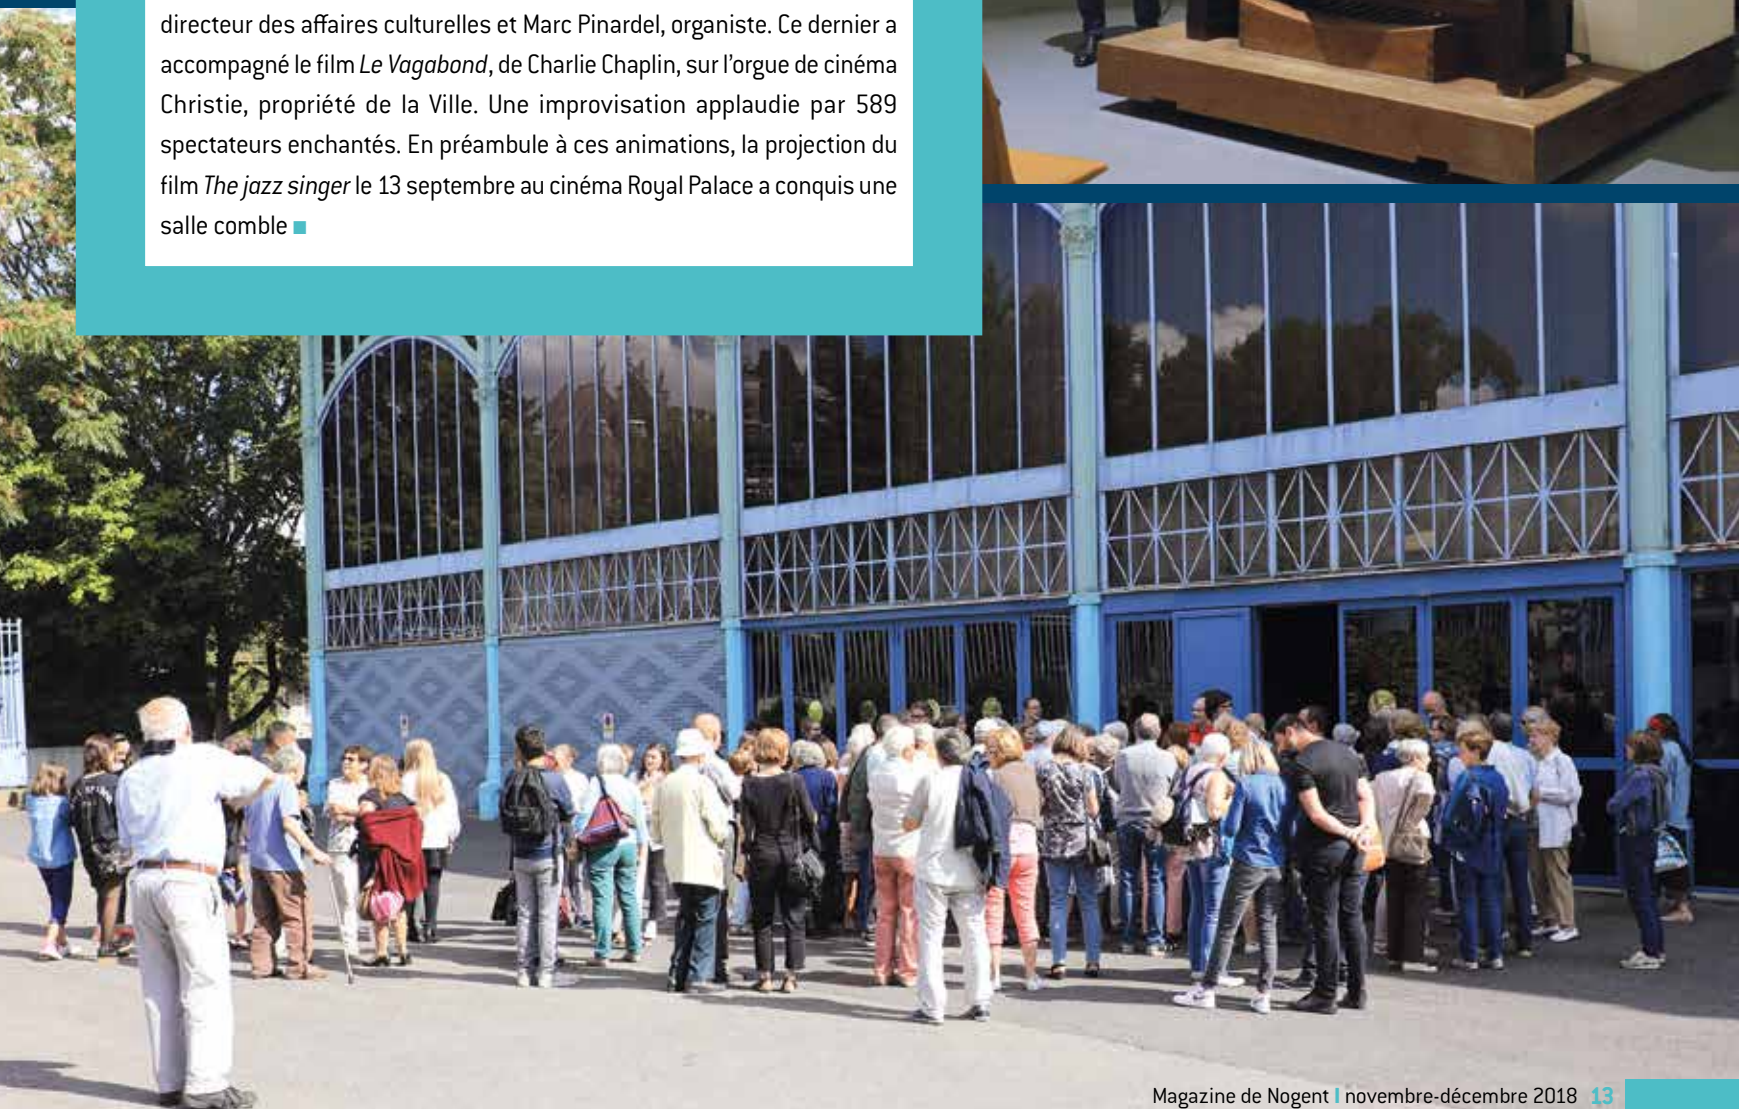 directeur des affaires culturelles et Marc Pinardel, organiste. Ce dernier a
accompagné le film Le Vagabond, de Charlie Chaplin, sur l'orgue de cinéma
Christie, propriété de la Ville. Une improvisation applaudie par 589
spectateurs enchantés. En préambule à ces animations, la projection du
film The jazz singer le 13 septembre au cinéma Royal Palace a conquis une
salle comble ■
Magazine de Nogent I novembre-décembre 2018 13